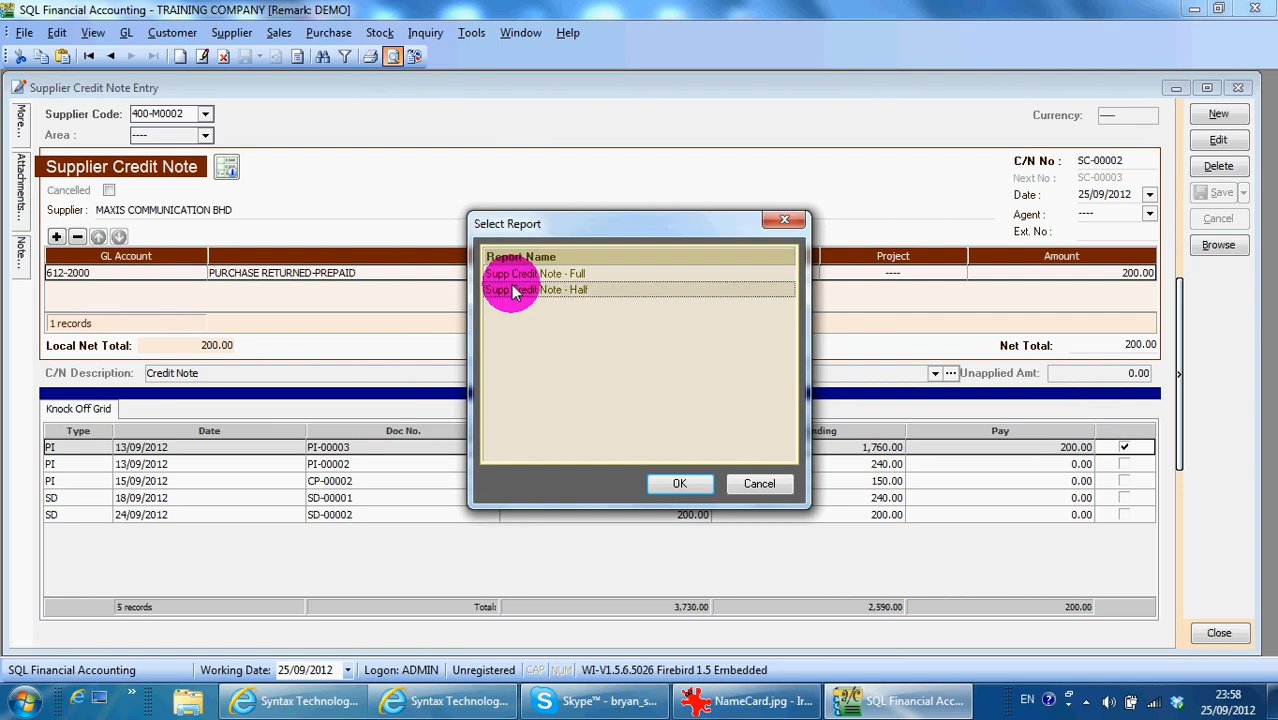 SQL Financial Accounting - TRAINING COMPANY [Remark: DEMO]
File Edit View GL Customer Supplier Sales Purchase Stock Inquiry Tools Window Help
Supplier Credit Note Entry
More...
Attachments...
Note...
Supplier Code: 400-M0002
Currency: ----
New
Area : ----
Edit
Supplier Credit Note
C/N No : SC-00002
Delete
Next No : SC-00003
Cancelled
Date : 25/09/2012
Save
Supplier : MAXIS COMMUNICATION BHD
Agent : ----
Cancel
Ext. No :
Browse
GL Account Project Amount
612-2000 PURCHASE RETURNED-PREPAID ---- 200.00
1 records
Local Net Total: 200.00
Net Total: 200.00
C/N Description: Credit Note
Unapplied Amt: 0.00
Select Report
Report Name
Supp Credit Note - Full
Supp Credit Note - Half
OK Cancel
Knock Off Grid
Type Date Doc No. nding Pay
PI 13/09/2012 PI-00003 1,760.00 200.00
PI 13/09/2012 PI-00002 240.00 0.00
PI 15/09/2012 CP-00002 150.00 0.00
SD 18/09/2012 SD-00001 240.00 0.00
SD 24/09/2012 SD-00002 200.00 200.00 0.00
5 records Total: 3,730.00 2,590.00 200.00
Close
SQL Financial Accounting Working Date: 25/09/2012 Logon: ADMIN Unregistered CAP NUM WI-V1.5.6.5026 Firebird 1.5 Embedded
Syntax Technolog... Syntax Technolog... Skype™ - bryan_s... NameCard.jpg - Ir... SQL Financial Acc... EN 23:58
25/09/2012